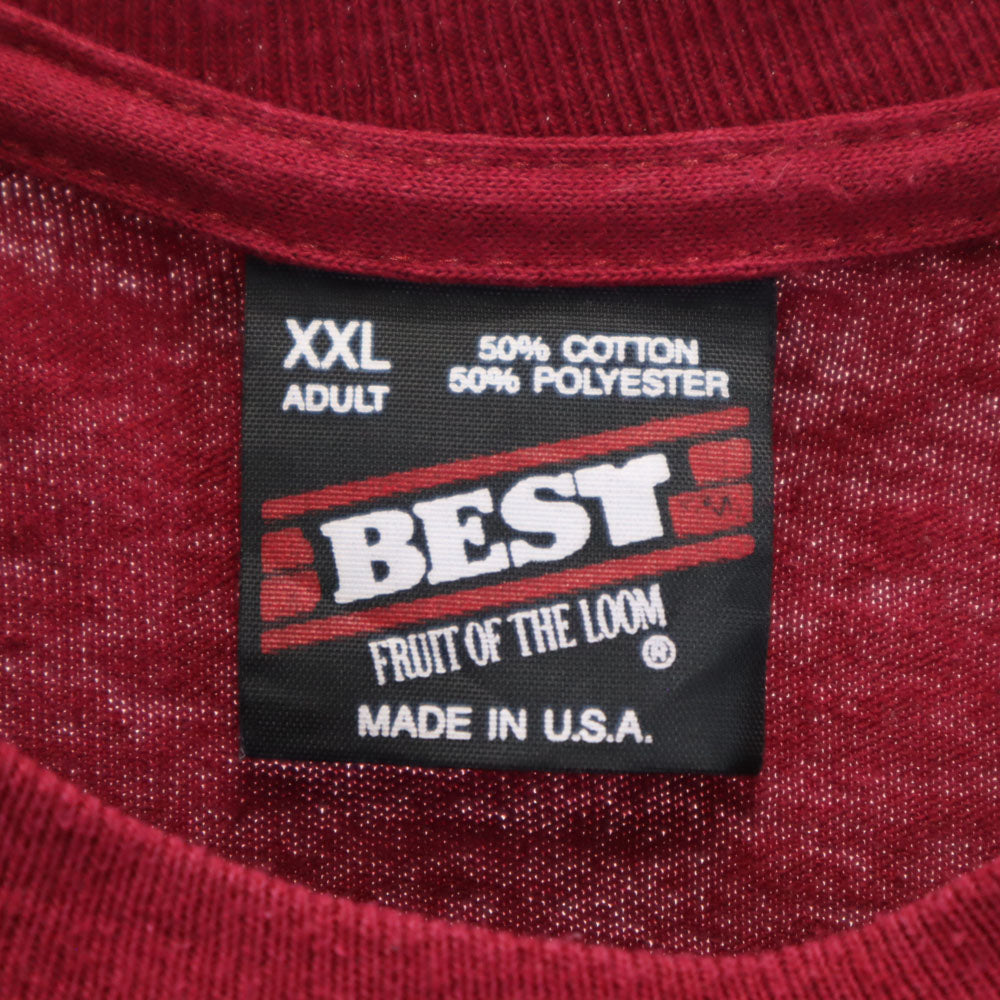 XXL
ADULT
50% COTTON
50% POLYESTER
BEST
FRUIT OF THE LOOM
®
MADE IN U.S.A.